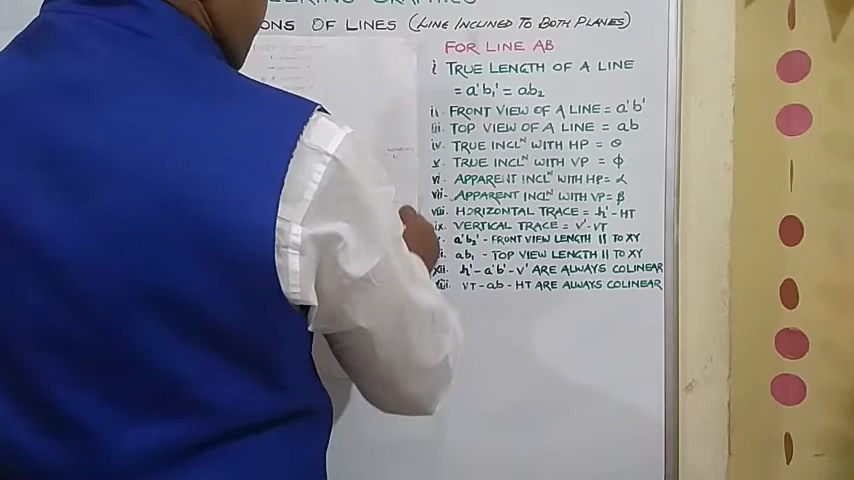 ONS OF LINES (LINE INCLINED TO BOTH PLANES)
FOR LINE AB
i TRUE LENGTH OF A LINE
= a'b₁' = ab₂
ii. FRONT VIEW OF A LINE = a'b'
iii. TOP VIEW OF A LINE = ab
iv. TRUE INCLᴺ WITH HP = θ
v. TRUE INCLᴺ WITH VP = Φ
vi. APPARENT INCLᴺ WITH HP = α
vii. APPARENT INCLᴺ WITH VP = β
viii. HORIZONTAL TRACE = h'-HT
ix. VERTICAL TRACE = v'-VT
a'b₂' - FRONT VIEW LENGTH || TO XY
ab₁ - TOP VIEW LENGTH || TO XY
xii. h'-a'b'-v' ARE ALWAYS COLINEAR
xiii. VT-ab-HT ARE ALWAYS COLINEAR